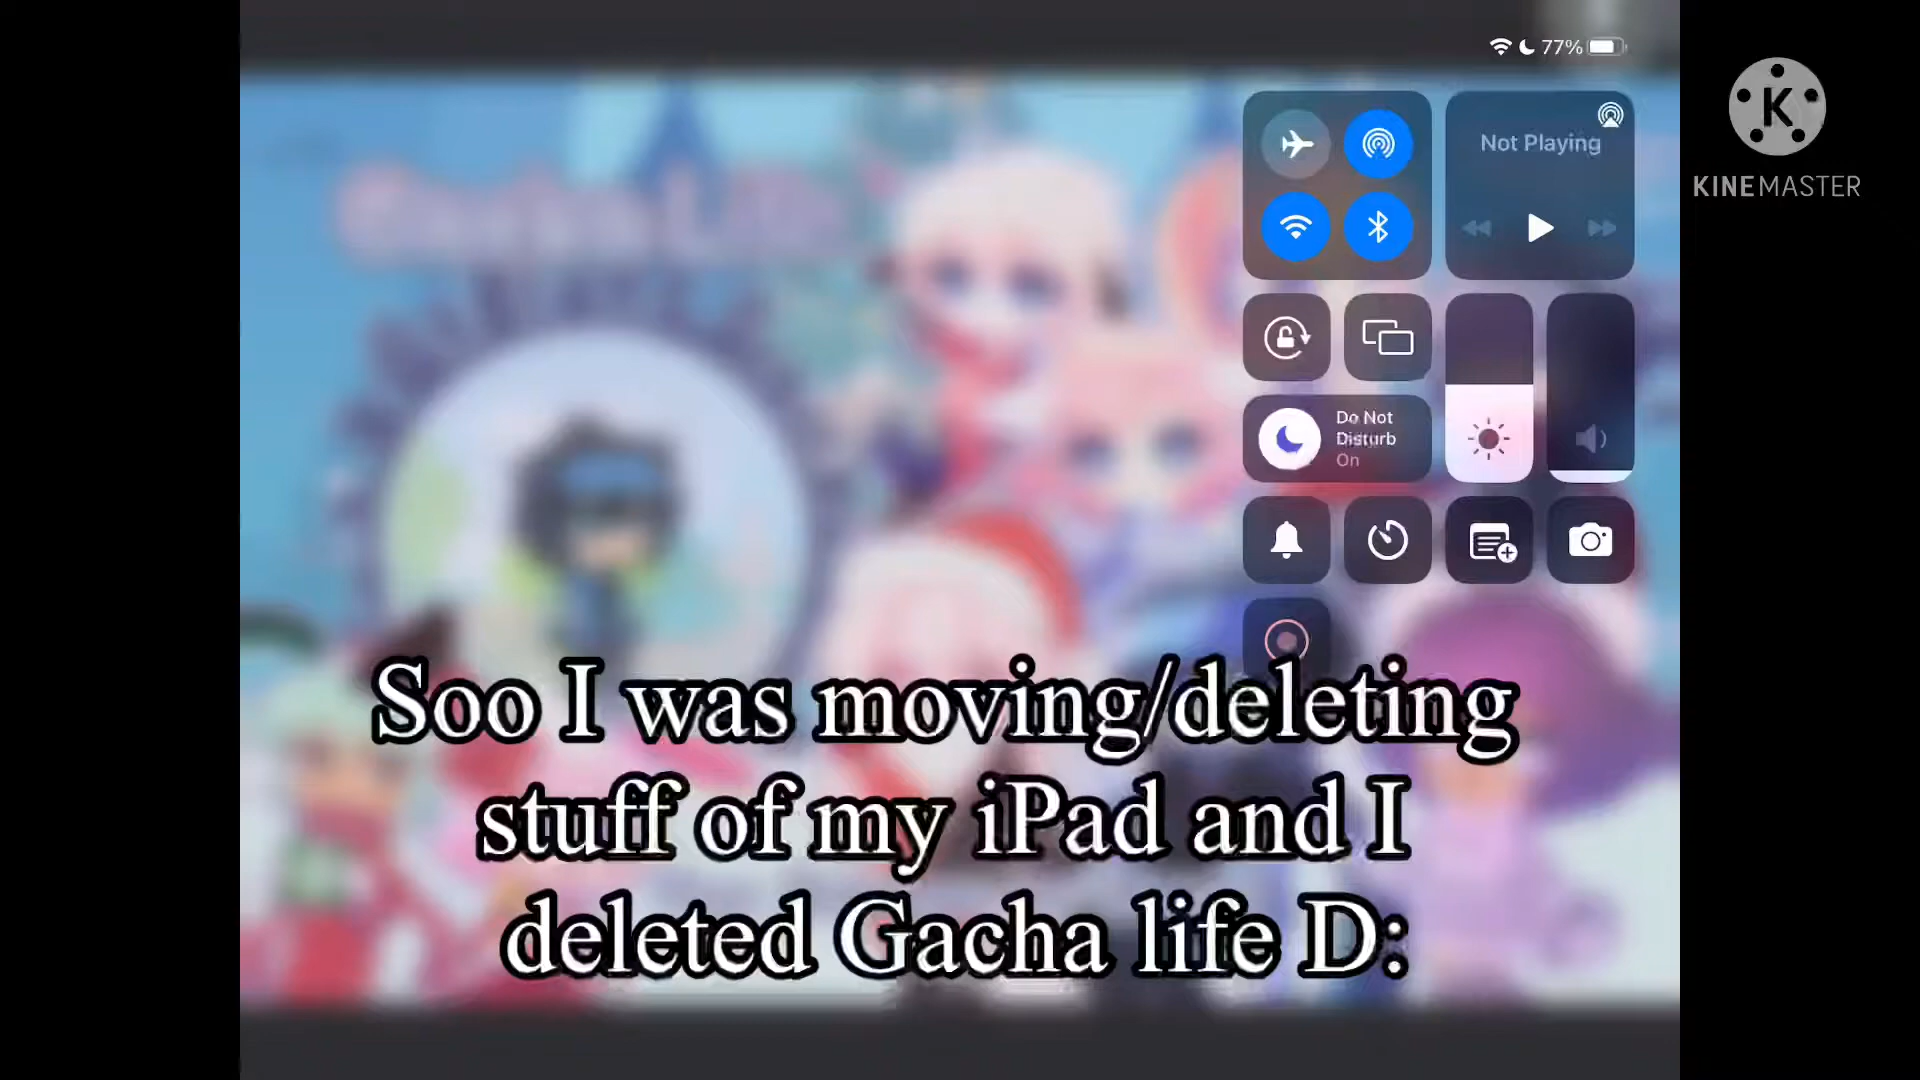 77%
Not Playing
K
KINEMASTER
Do Not
Disturb
On
Soo I was moving/deleting
stuff of my iPad and I
deleted Gacha life D: